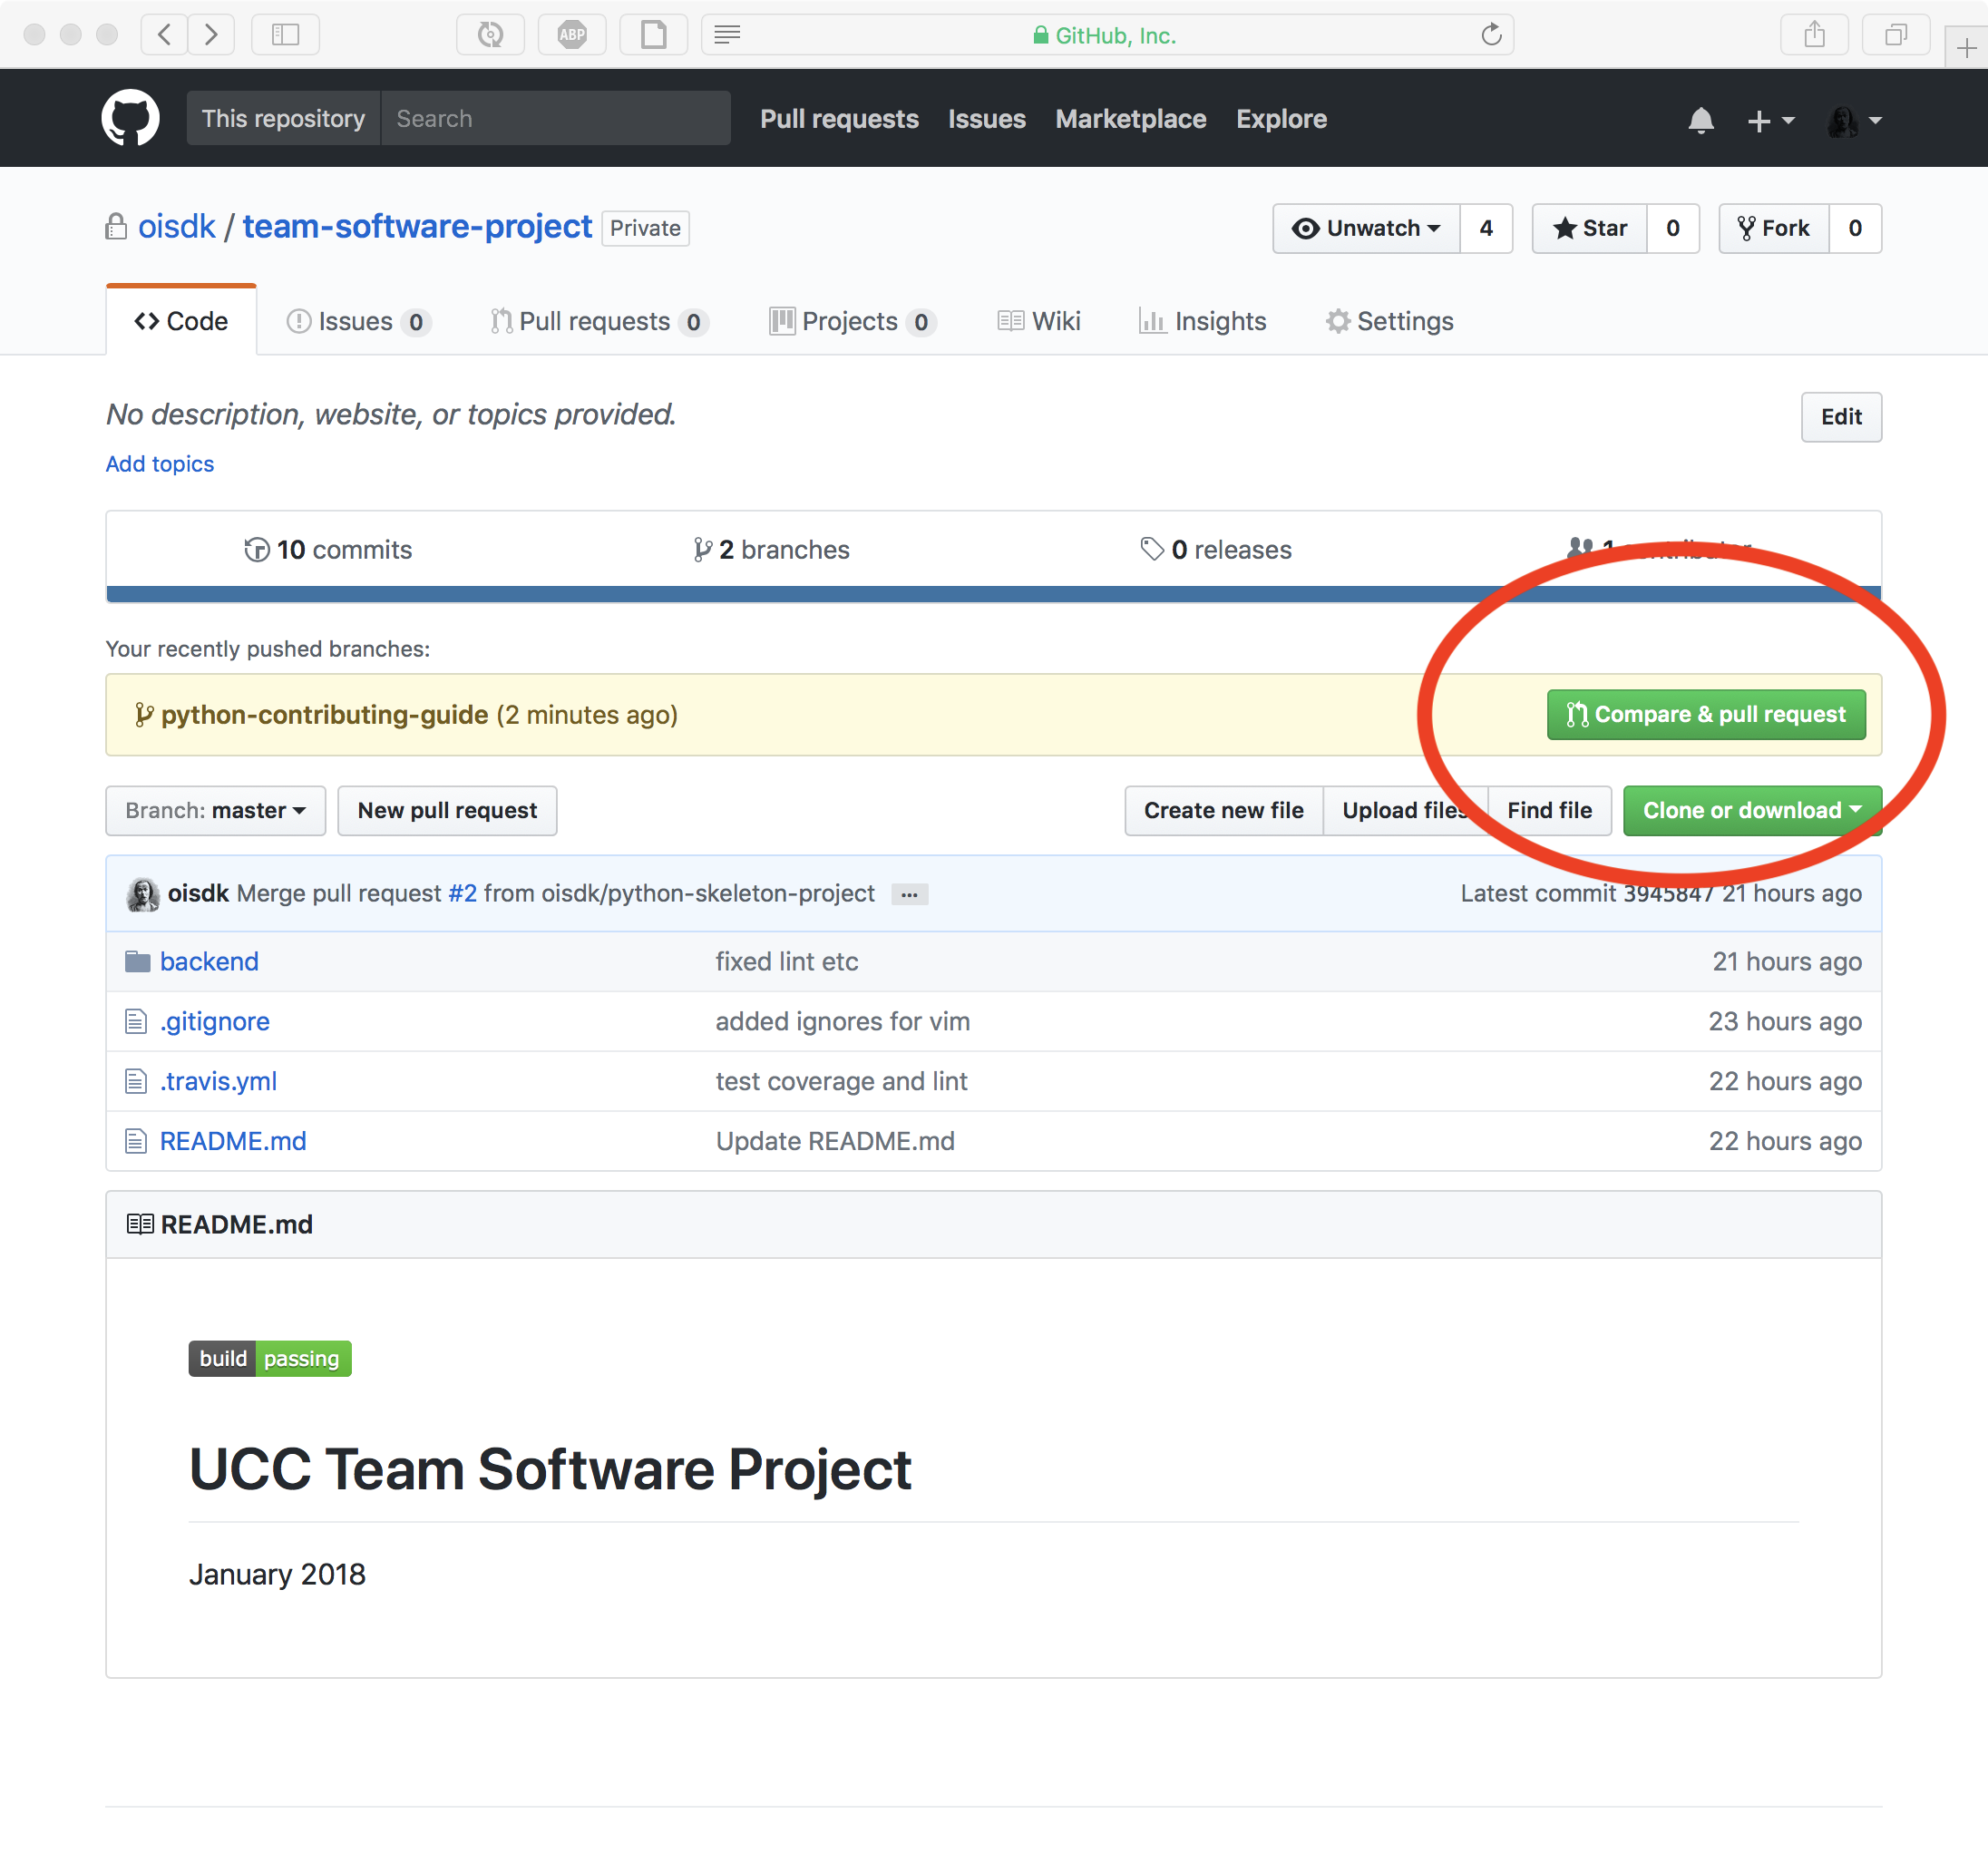 ABP
GitHub, Inc.
This repository Search Pull requests Issues Marketplace Explore
oisdk / team-software-project Private
Unwatch 4 Star 0 Fork 0
Code Issues 0 Pull requests 0 Projects 0 Wiki Insights Settings
No description, website, or topics provided.
Edit
Add topics
10 commits 2 branches 0 releases 1 contributor
Your recently pushed branches:
python-contributing-guide (2 minutes ago) Compare & pull request
Branch: master New pull request Create new file Upload files Find file Clone or download
oisdk Merge pull request #2 from oisdk/python-skeleton-project ... Latest commit 3945847 21 hours ago
backend fixed lint etc 21 hours ago
.gitignore added ignores for vim 23 hours ago
.travis.yml test coverage and lint 22 hours ago
README.md Update README.md 22 hours ago
README.md
build passing
UCC Team Software Project
January 2018